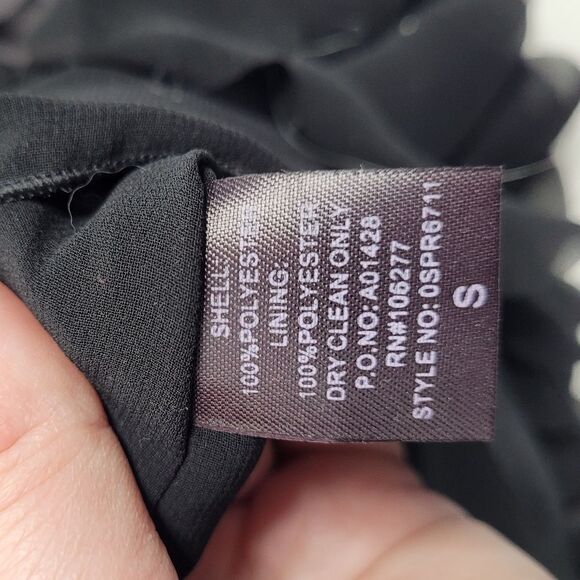 SHELL:
100%POLYESTER
LINING:
100%POLYESTER
DRY CLEAN ONLY
P.O.NO: A01428
RN#106277
STYLE NO: 0SPR6711
S